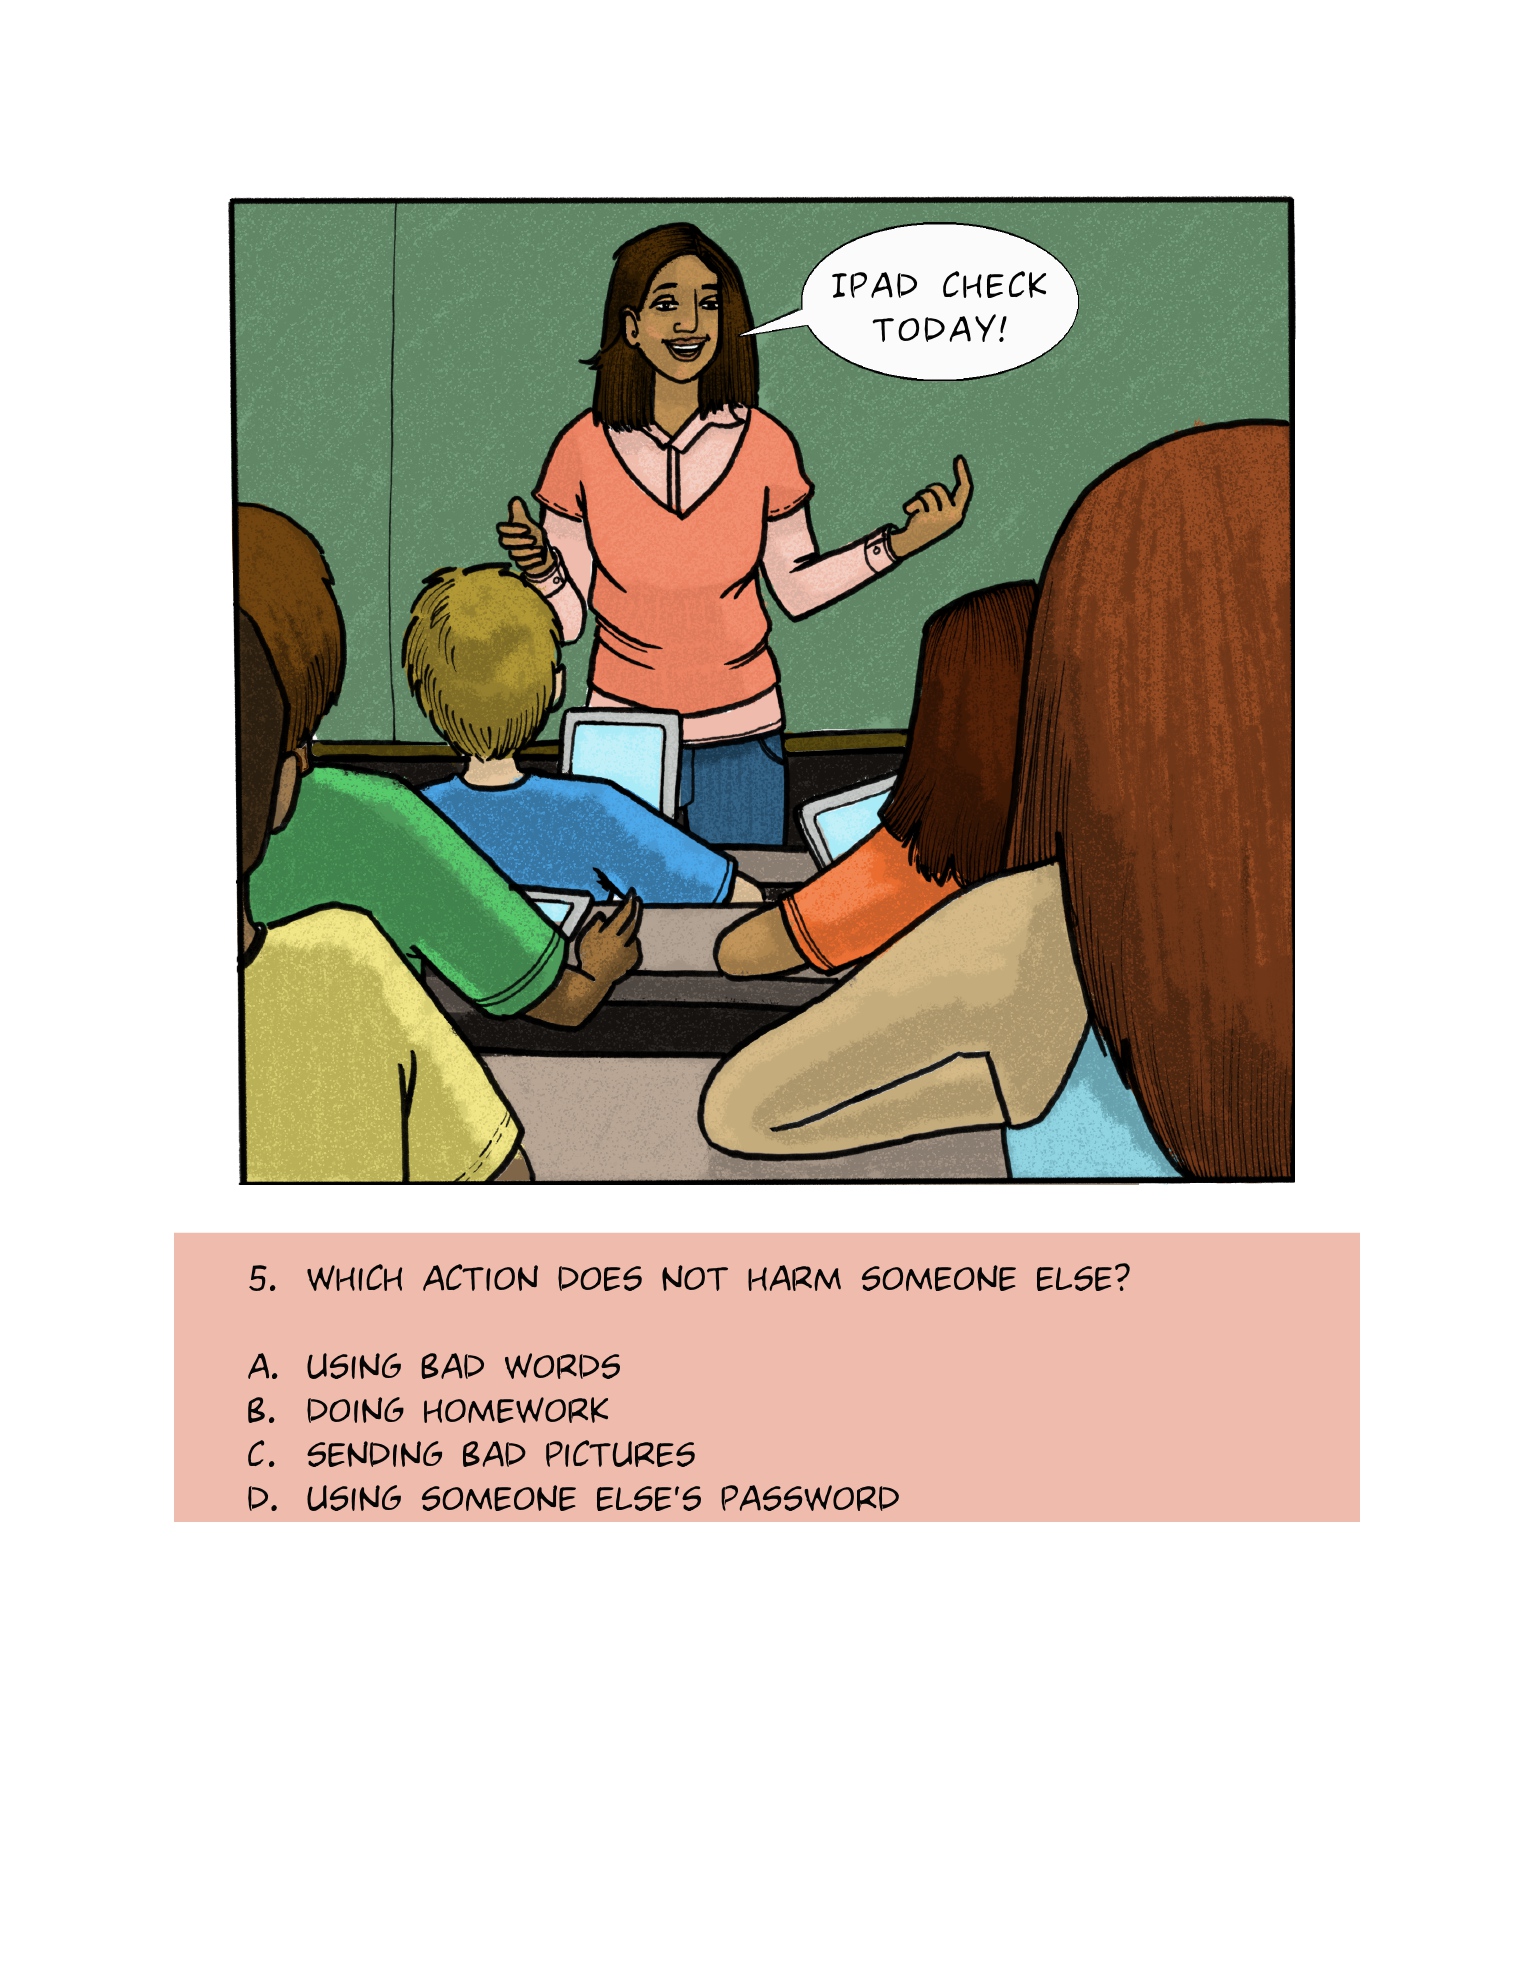 IPAD CHECK
TODAY!
5. WHICH ACTION DOES NOT HARM SOMEONE ELSE?
A. USING BAD WORDS
B. DOING HOMEWORK
C. SENDING BAD PICTURES
D. USING SOMEONE ELSE'S PASSWORD